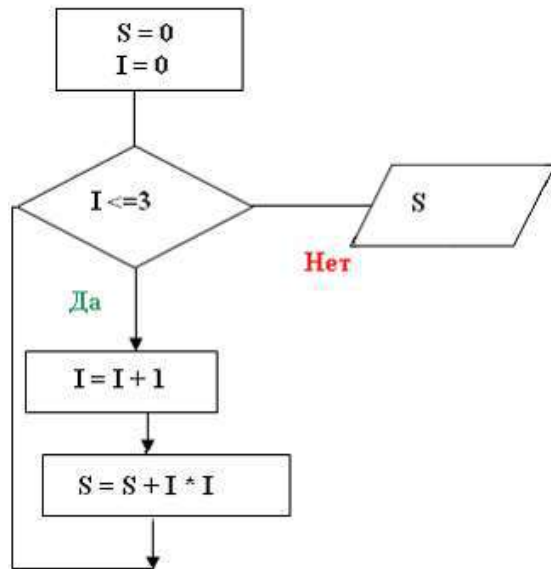 S = 0
I = 0
I <=3
S
Нет
Да
I = I + 1
S = S + I * I